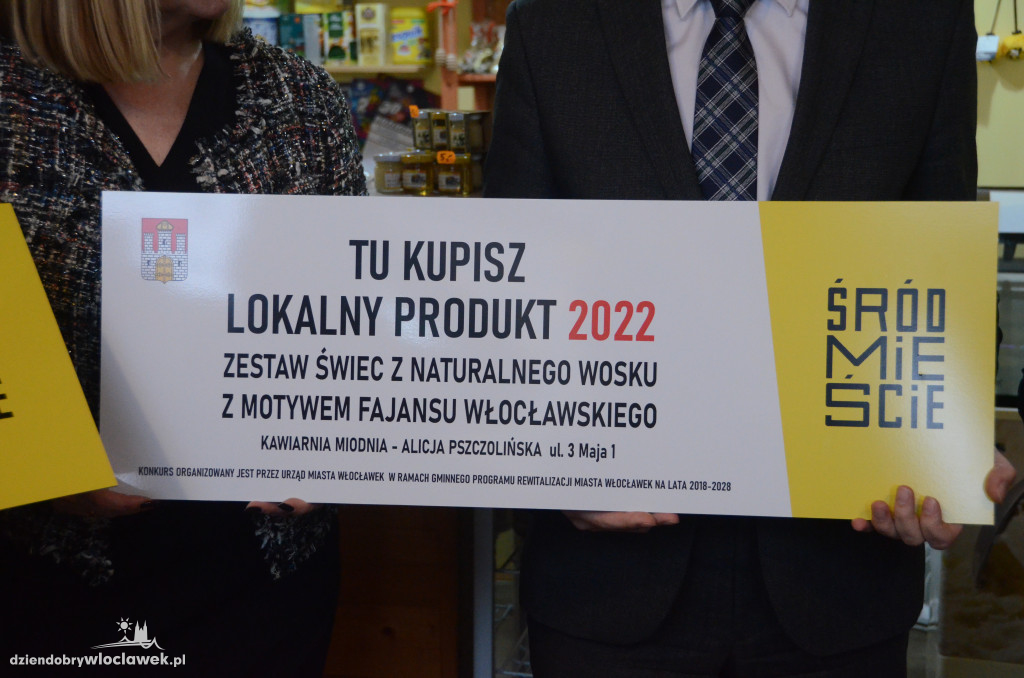 TU KUPISZ
LOKALNY PRODUKT 2022
ZESTAW ŚWIEC Z NATURALNEGO WOSKU
Z MOTYWEM FAJANSU WŁOCŁAWSKIEGO
KAWIARNIA MIODNIA - ALICJA PSZCZOLIŃSKA ul. 3 Maja 1
KONKURS ORGANIZOWANY JEST PRZEZ URZĄD MIASTA WŁOCŁAWEK W RAMACH GMINNEGO PROGRAMU REWITALIZACJI MIASTA WŁOCŁAWEK NA LATA 2018-2028
ŚRÓD
MiE
ŚCiE
dziendobrywloclawek.pl